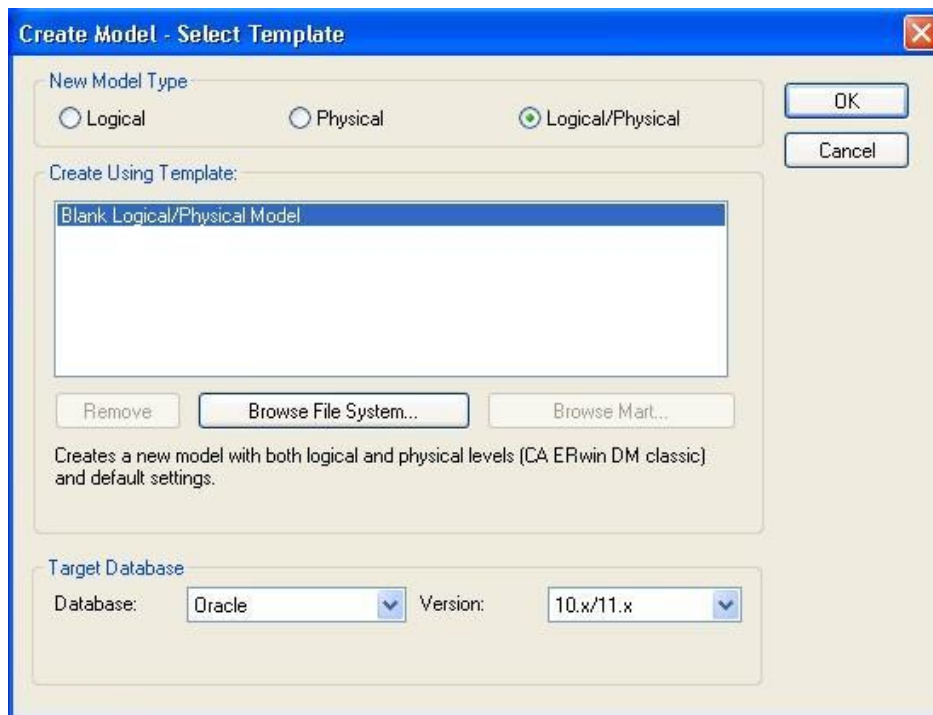 Create Model - Select Template
New Model Type
Logical
Physical
Logical/Physical
OK
Cancel
Create Using Template:
Blank Logical/Physical Model
Remove
Browse File System...
Browse Mart...
Creates a new model with both logical and physical levels (CA ERwin DM classic)
and default settings.
Target Database
Database:
Oracle
Version:
10.x/11.x